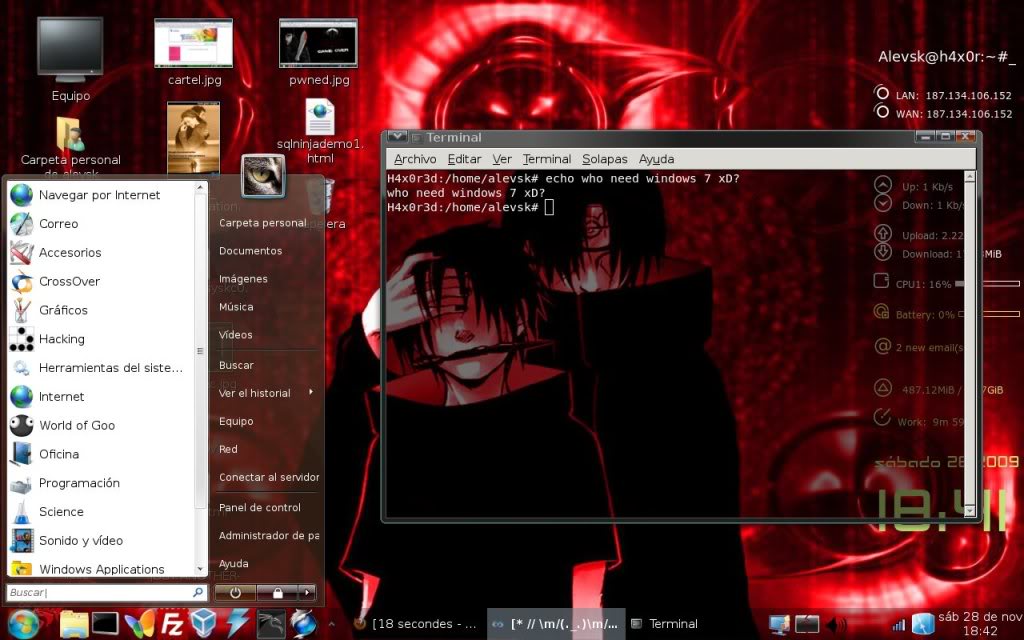 Equipo
cartel.jpg
pwned.jpg
Carpeta personal
de alevsk
sqlninjademo1.
html
Alevsk@h4x0r:~#_
LAN: 187.134.106.152
WAN: 187.134.106.152
Terminal
Archivo Editar Ver Terminal Solapas Ayuda
H4x0r3d:/home/alevsk# echo who need windows 7 xD?
who need windows 7 xD?
H4x0r3d:/home/alevsk#
Up: 1 Kb/s
Down: 1 Kb/s
Upload: 2.22
Download: 1
MiB
CPU1: 16%
Battery: 0%
2 new email(s
487.12MiB /
GiB
Work: 9m 59
sábado 28
2009
18:41
Navegar por Internet
Correo
Accesorios
CrossOver
Gráficos
Hacking
Herramientas del siste...
Internet
World of Goo
Oficina
Programación
Science
Sonido y vídeo
Windows Applications
Buscar
Carpeta personal
Documentos
Imágenes
Música
Vídeos
Buscar
Ver el historial
Equipo
Red
Conectar al servidor
Panel de control
Administrador de pa
Ayuda
[18 secondes - ...
[* // \m/(._.)\m/...
Terminal
sáb 28 de nov
18:42